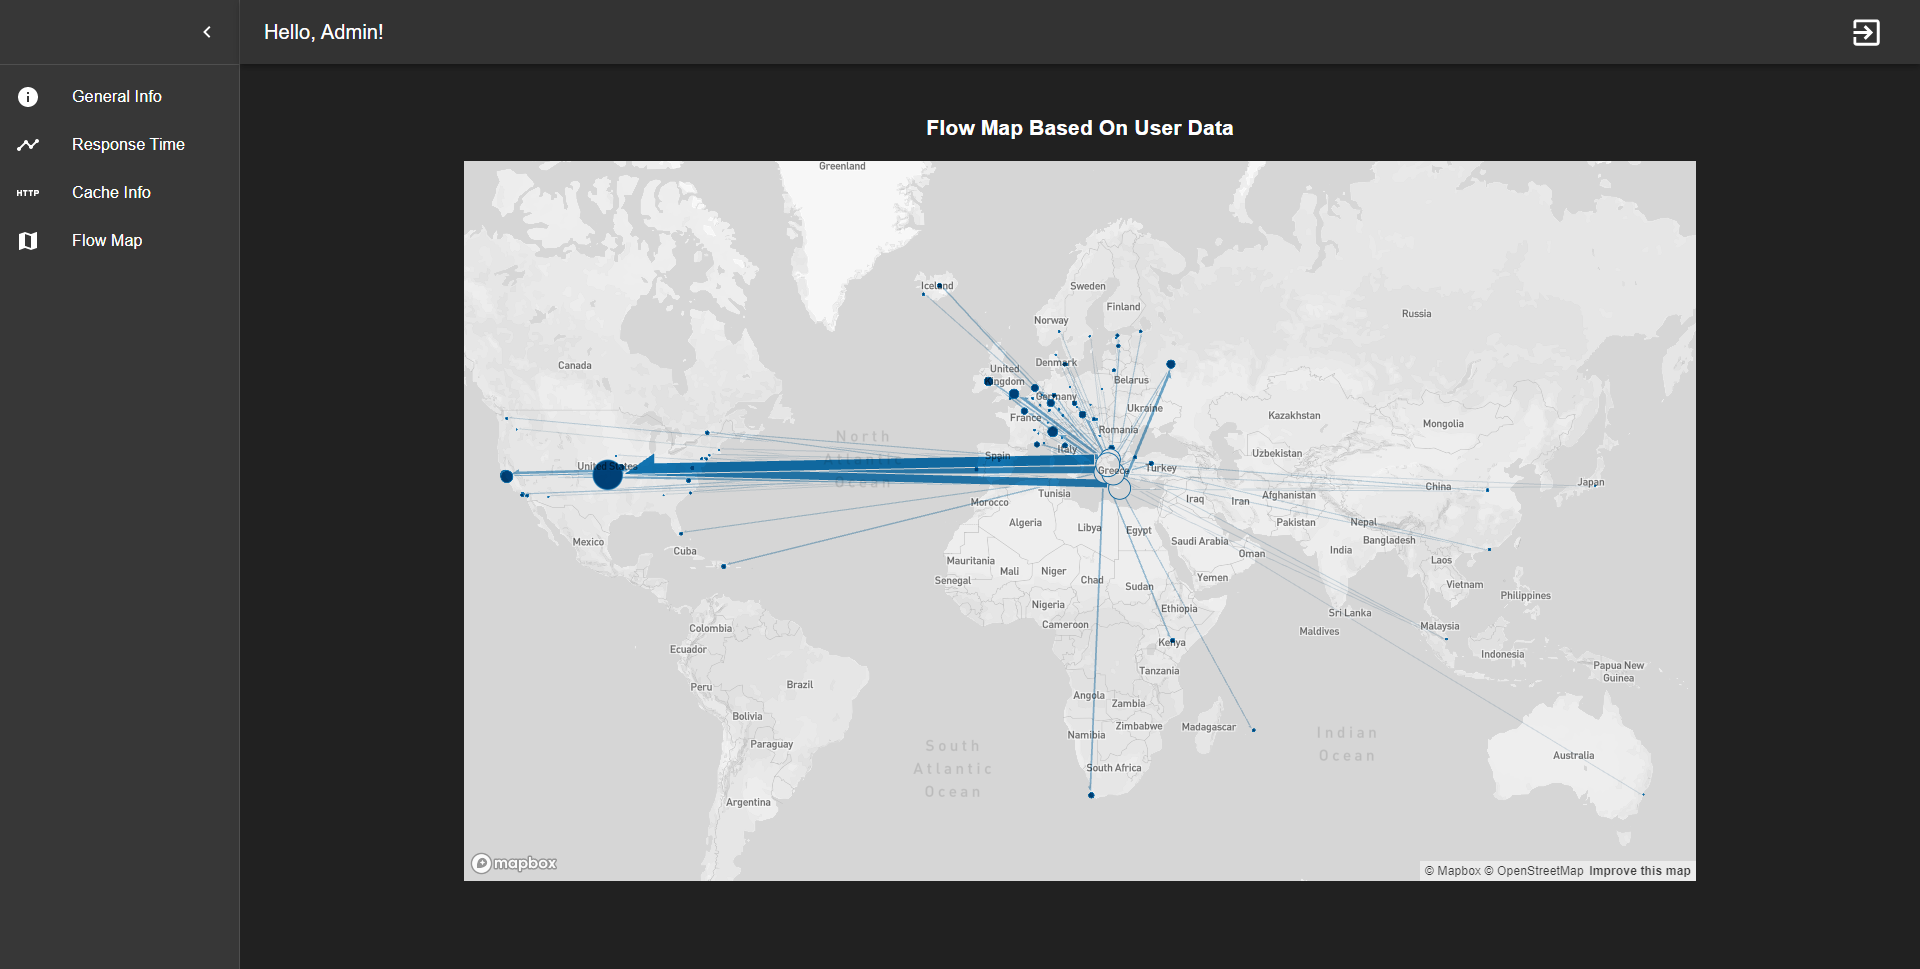 Hello, Admin!
General Info
Response Time
HTTP
Cache Info
Flow Map
Flow Map Based On User Data
Greenland
Iceland
Sweden
Finland
Norway
Russia
Canada
Denmark
United
Kingdom
Belarus
Germany
Ukraine
France
Kazakhstan
Mongolia
Romania
North
Atlantic
Ocean
Italy
Spain
Uzbekistan
United States
Greece
Turkey
China
Japan
Tunisia
Iraq
Iran
Afghanistan
Morocco
Algeria
Libya
Egypt
Pakistan
Nepal
Mexico
Saudi Arabia
Bangladesh
Cuba
Oman
India
Laos
Mauritania
Mali
Niger
Chad
Sudan
Yemen
Senegal
Vietnam
Philippines
Nigeria
Ethiopia
Sri Lanka
Colombia
Cameroon
Maldives
Malaysia
Ecuador
Kenya
Indonesia
Papua New
Guinea
Tanzania
Peru
Brazil
Angola
Zambia
Bolivia
Zimbabwe
Madagascar
Namibia
Indian
Ocean
Paraguay
South
Atlantic
Ocean
Australia
South Africa
Argentina
mapbox
© Mapbox © OpenStreetMap Improve this map